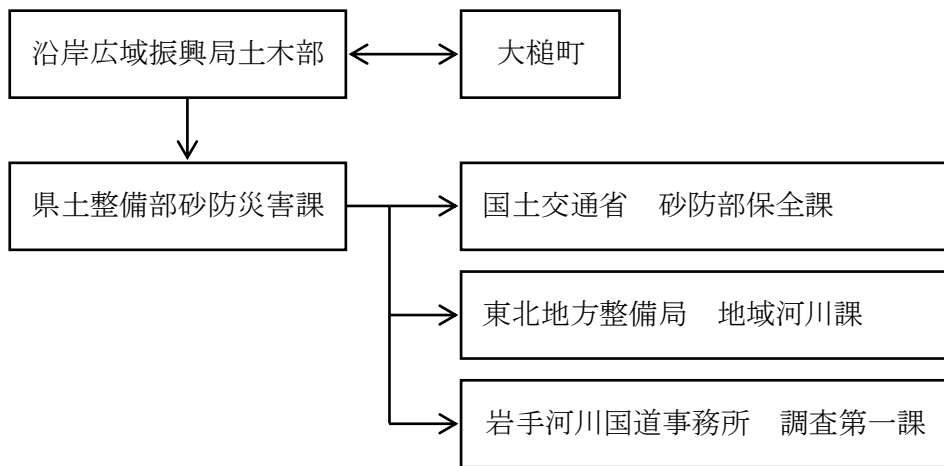 沿岸広域振興局土木部
大槌町
県土整備部砂防災害課
国土交通省　砂防部保全課
東北地方整備局　地域河川課
岩手河川国道事務所　調査第一課